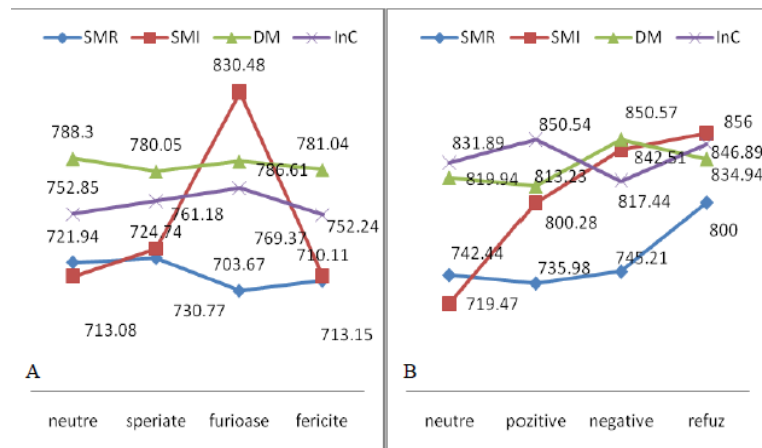 SMR SMI DM InC
830.48
788.3 780.05 781.04
786.61
752.85 761.18 752.24
721.94 724.74 769.37
703.67 710.11
713.08 730.77 713.15
A
neutre speriate furioase fericite
SMR SMI DM InC
831.89 850.54 850.57 856
819.94 813.23 842.51 846.89
834.94
800.28 817.44 800
742.44 735.98 745.21
719.47
B
neutre pozitive negative refuz